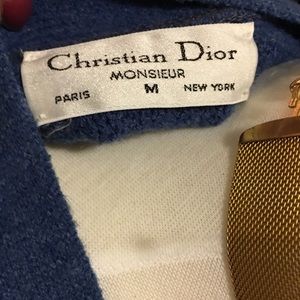 Christian Dior
MONSIEUR
PARIS M NEW YORK